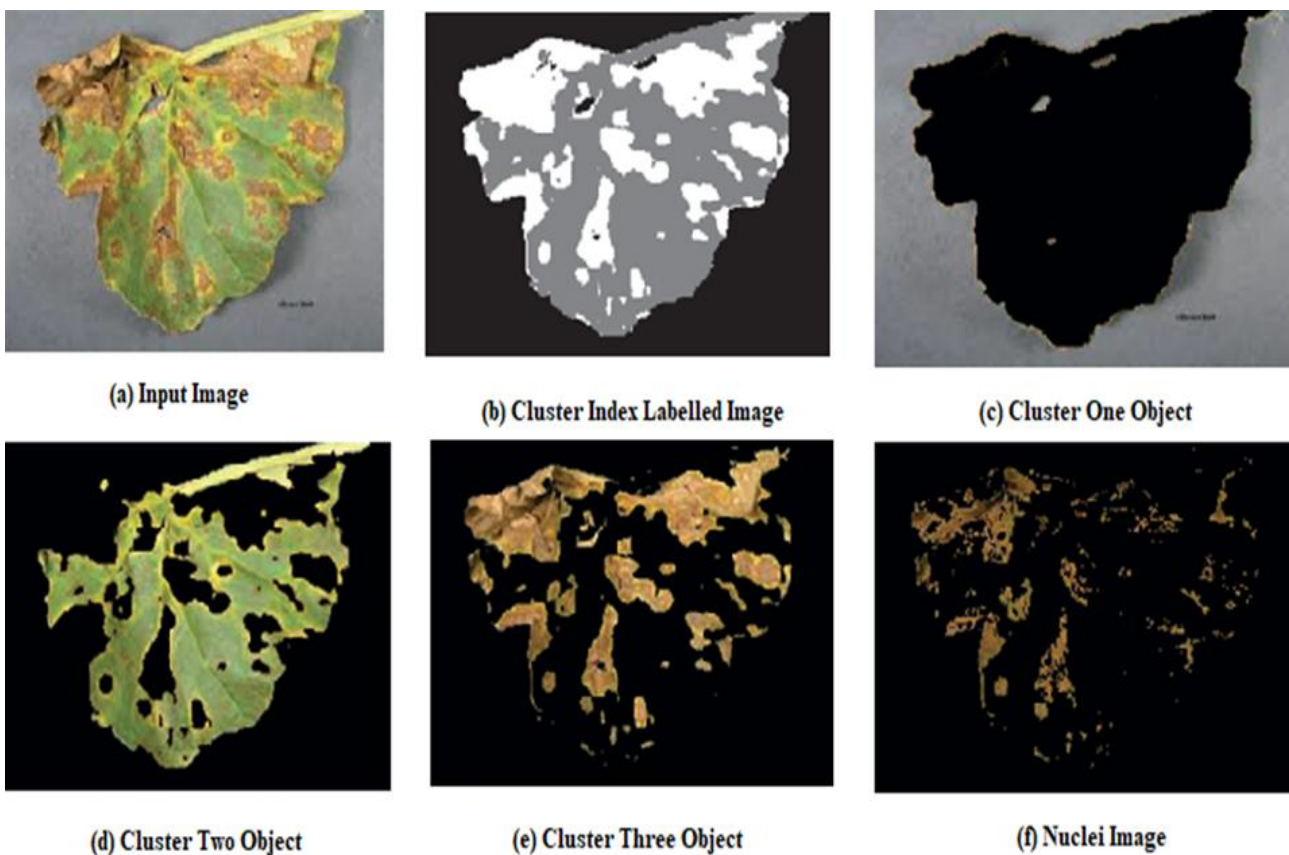 (a) Input Image
(b) Cluster Index Labelled Image
(c) Cluster One Object
(d) Cluster Two Object
(e) Cluster Three Object
(f) Nuclei Image